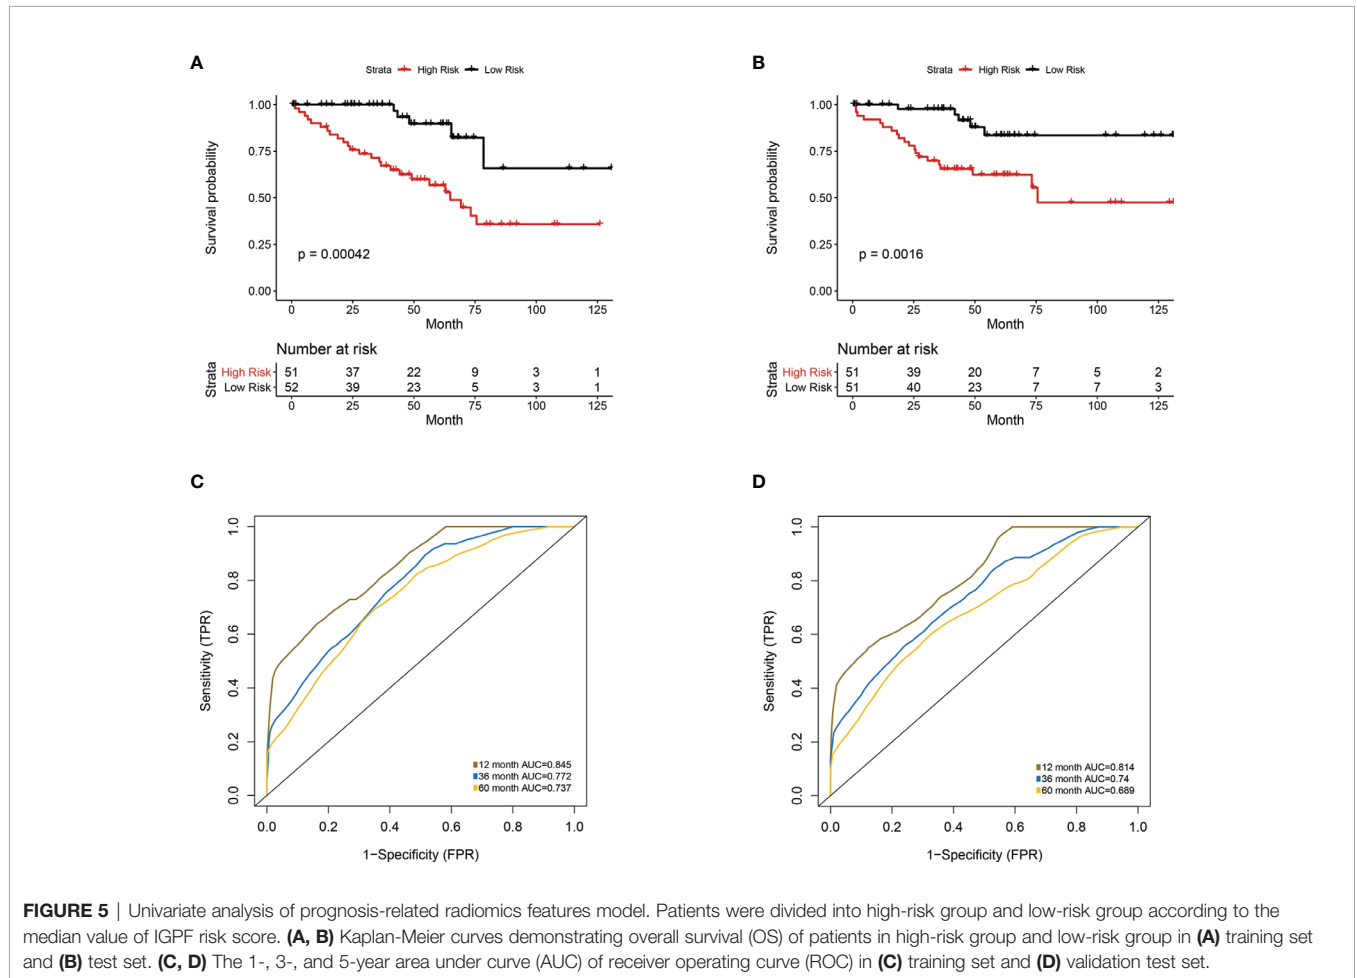 A
Strata High Risk Low Risk
Survival probability
1.00
0.75
0.50
0.25
0.00
p = 0.00042
0 25 50 75 100 125
Month
Number at risk
Strata
High Risk 51 37 22 9 3 1
Low Risk 52 39 23 5 3 1
0 25 50 75 100 125
Month
B
Strata High Risk Low Risk
Survival probability
1.00
0.75
0.50
0.25
0.00
p = 0.0016
0 25 50 75 100 125
Month
Number at risk
Strata
High Risk 51 39 20 7 5 2
Low Risk 51 40 23 7 7 3
0 25 50 75 100 125
Month
C
Sensitivity (TPR)
1.0
0.8
0.6
0.4
0.2
0.0
12 month AUC=0.845
36 month AUC=0.772
60 month AUC=0.737
0.0 0.2 0.4 0.6 0.8 1.0
1−Specificity (FPR)
D
Sensitivity (TPR)
1.0
0.8
0.6
0.4
0.2
0.0
12 month AUC=0.814
36 month AUC=0.74
60 month AUC=0.689
0.0 0.2 0.4 0.6 0.8 1.0
1−Specificity (FPR)
FIGURE 5 | Univariate analysis of prognosis-related radiomics features model. Patients were divided into high-risk group and low-risk group according to the
median value of IGPF risk score. (A, B) Kaplan-Meier curves demonstrating overall survival (OS) of patients in high-risk group and low-risk group in (A) training set
and (B) test set. (C, D) The 1-, 3-, and 5-year area under curve (AUC) of receiver operating curve (ROC) in (C) training set and (D) validation test set.